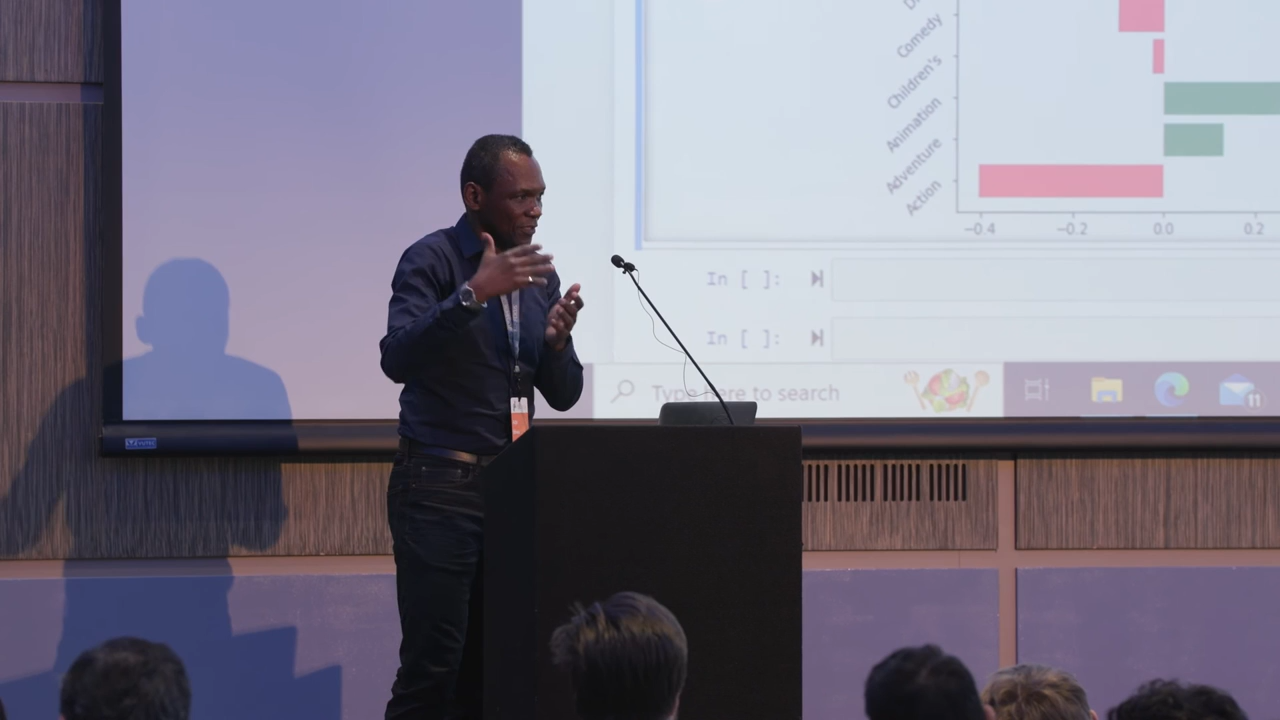 Comedy
Children's
Animation
Adventure
Action
−0.4 −0.2 0.0 0.2
In [ ]:
In [ ]:
Type here to search
11